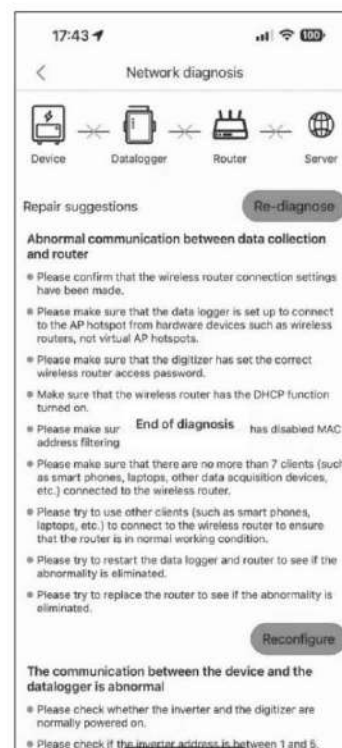 17:43
100
Network diagnosis
Device
Datalogger
Router
Server
Repair suggestions
Re-diagnose
Abnormal communication between data collection
and router
Please confirm that the wireless router connection settings
have been made.
Please make sure that the data logger is set up to connect
to the AP hotspot from hardware devices such as wireless
routers, not virtual AP hotspots.
Please make sure that the digitizer has set the correct
wireless router access password.
Make sure that the wireless router has the DHCP function
turned on.
Please make sur End of diagnosis has disabled MAC
address filtering
Please make sure that there are no more than 7 clients (such
as smart phones, laptops, other data acquisition devices,
etc.) connected to the wireless router.
Please try to use other clients (such as smart phones,
laptops, etc.) to connect to the wireless router to ensure
that the router is in normal working condition.
Please try to restart the data logger and router to see if the
abnormality is eliminated.
Please try to replace the router to see if the abnormality is
eliminated.
Reconfigure
The communication between the device and the
datalogger is abnormal
Please check whether the inverter and the digitizer are
normally powered on.
Please check if the inverter address is between 1 and 5.